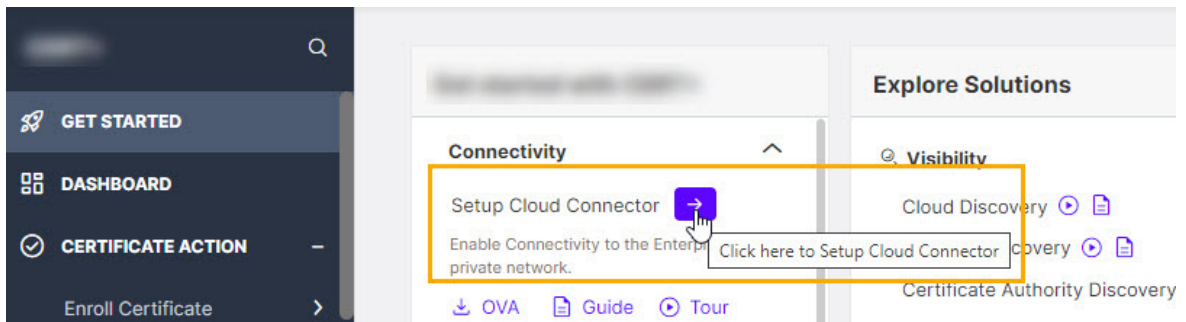 GET STARTED
DASHBOARD
CERTIFICATE ACTION
Enroll Certificate
Connectivity
Setup Cloud Connector
Enable Connectivity to the Enterp
private network.
OVA Guide Tour
Click here to Setup Cloud Connector
Explore Solutions
Visibility
Cloud Discovery
covery
Certificate Authority Discovery